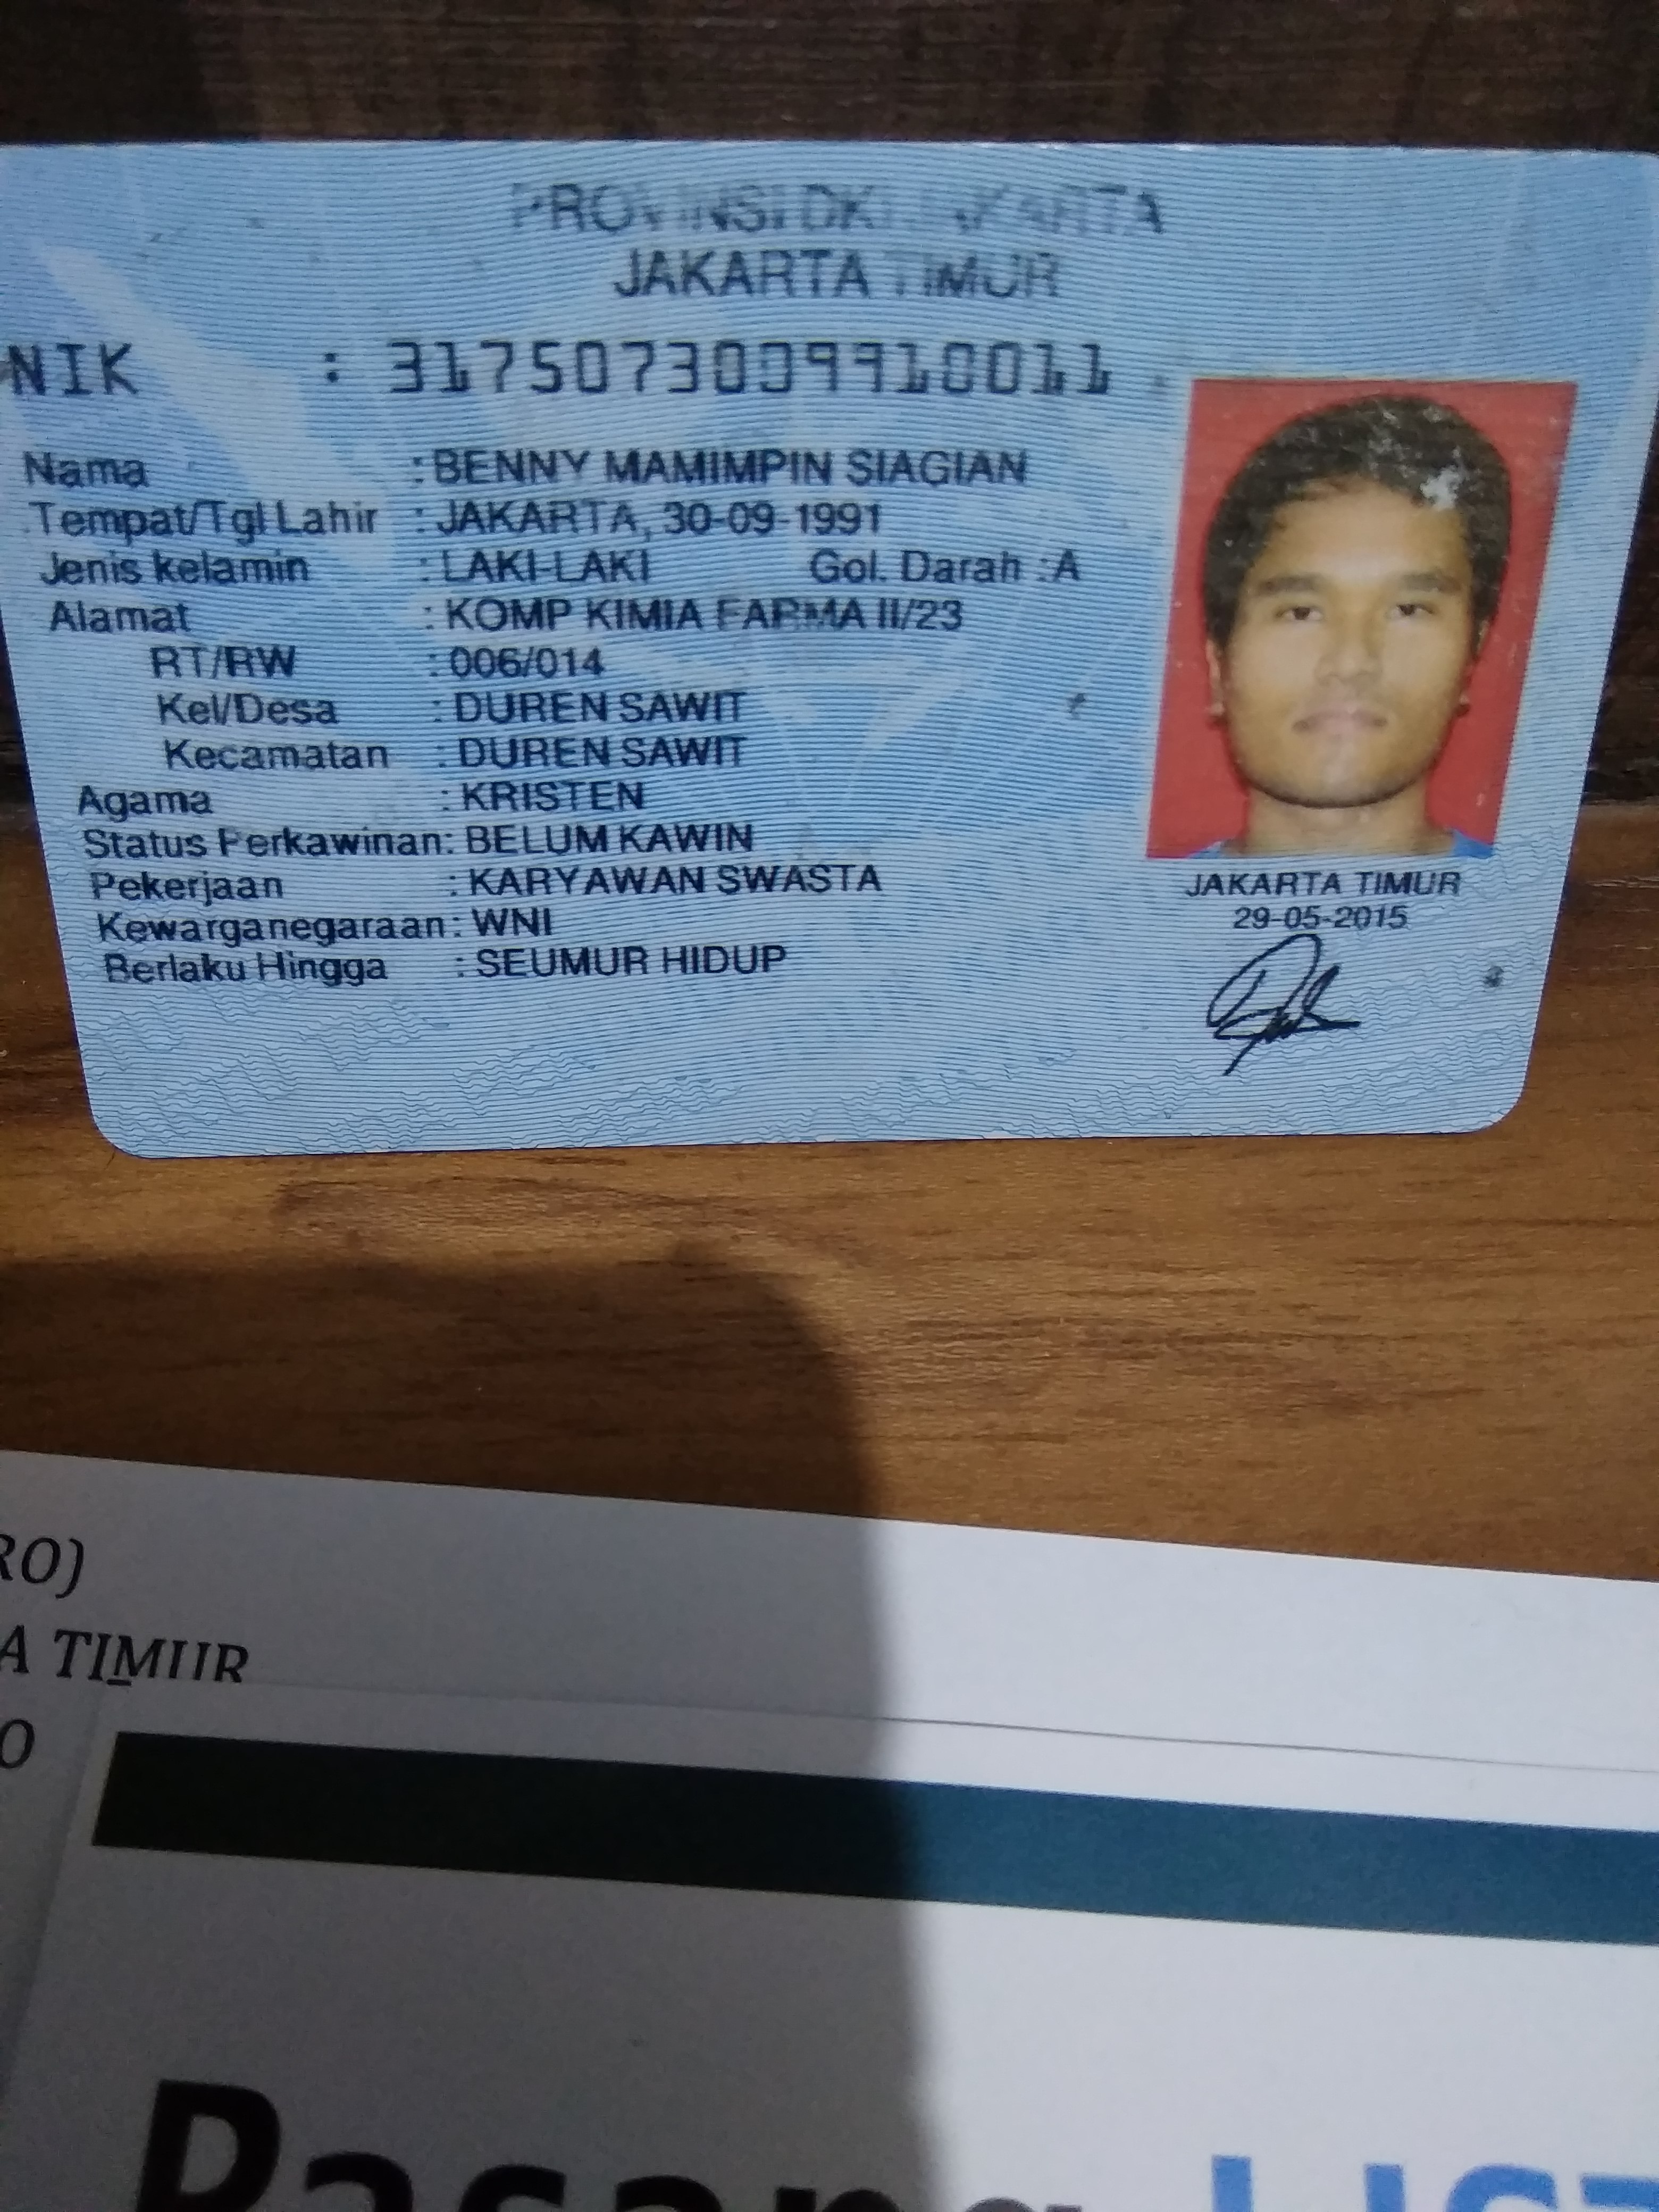 PROVINSI DKI JAKARTA
JAKARTA TIMUR
NIK : 3175073009910011
Nama : BENNY MAMIMPIN SIAGIAN
Tempat/Tgl Lahir : JAKARTA, 30-09-1991
Jenis kelamin : LAKI-LAKI Gol. Darah : A
Alamat : KOMP KIMIA FARMA II/23
RT/RW : 006/014
Kel/Desa : DUREN SAWIT
Kecamatan : DUREN SAWIT
Agama : KRISTEN
Status Perkawinan: BELUM KAWIN
Pekerjaan : KARYAWAN SWASTA
Kewarganegaraan: WNI
Berlaku Hingga : SEUMUR HIDUP
JAKARTA TIMUR
29-05-2015
RO)
A TIMUR
O
Pasang